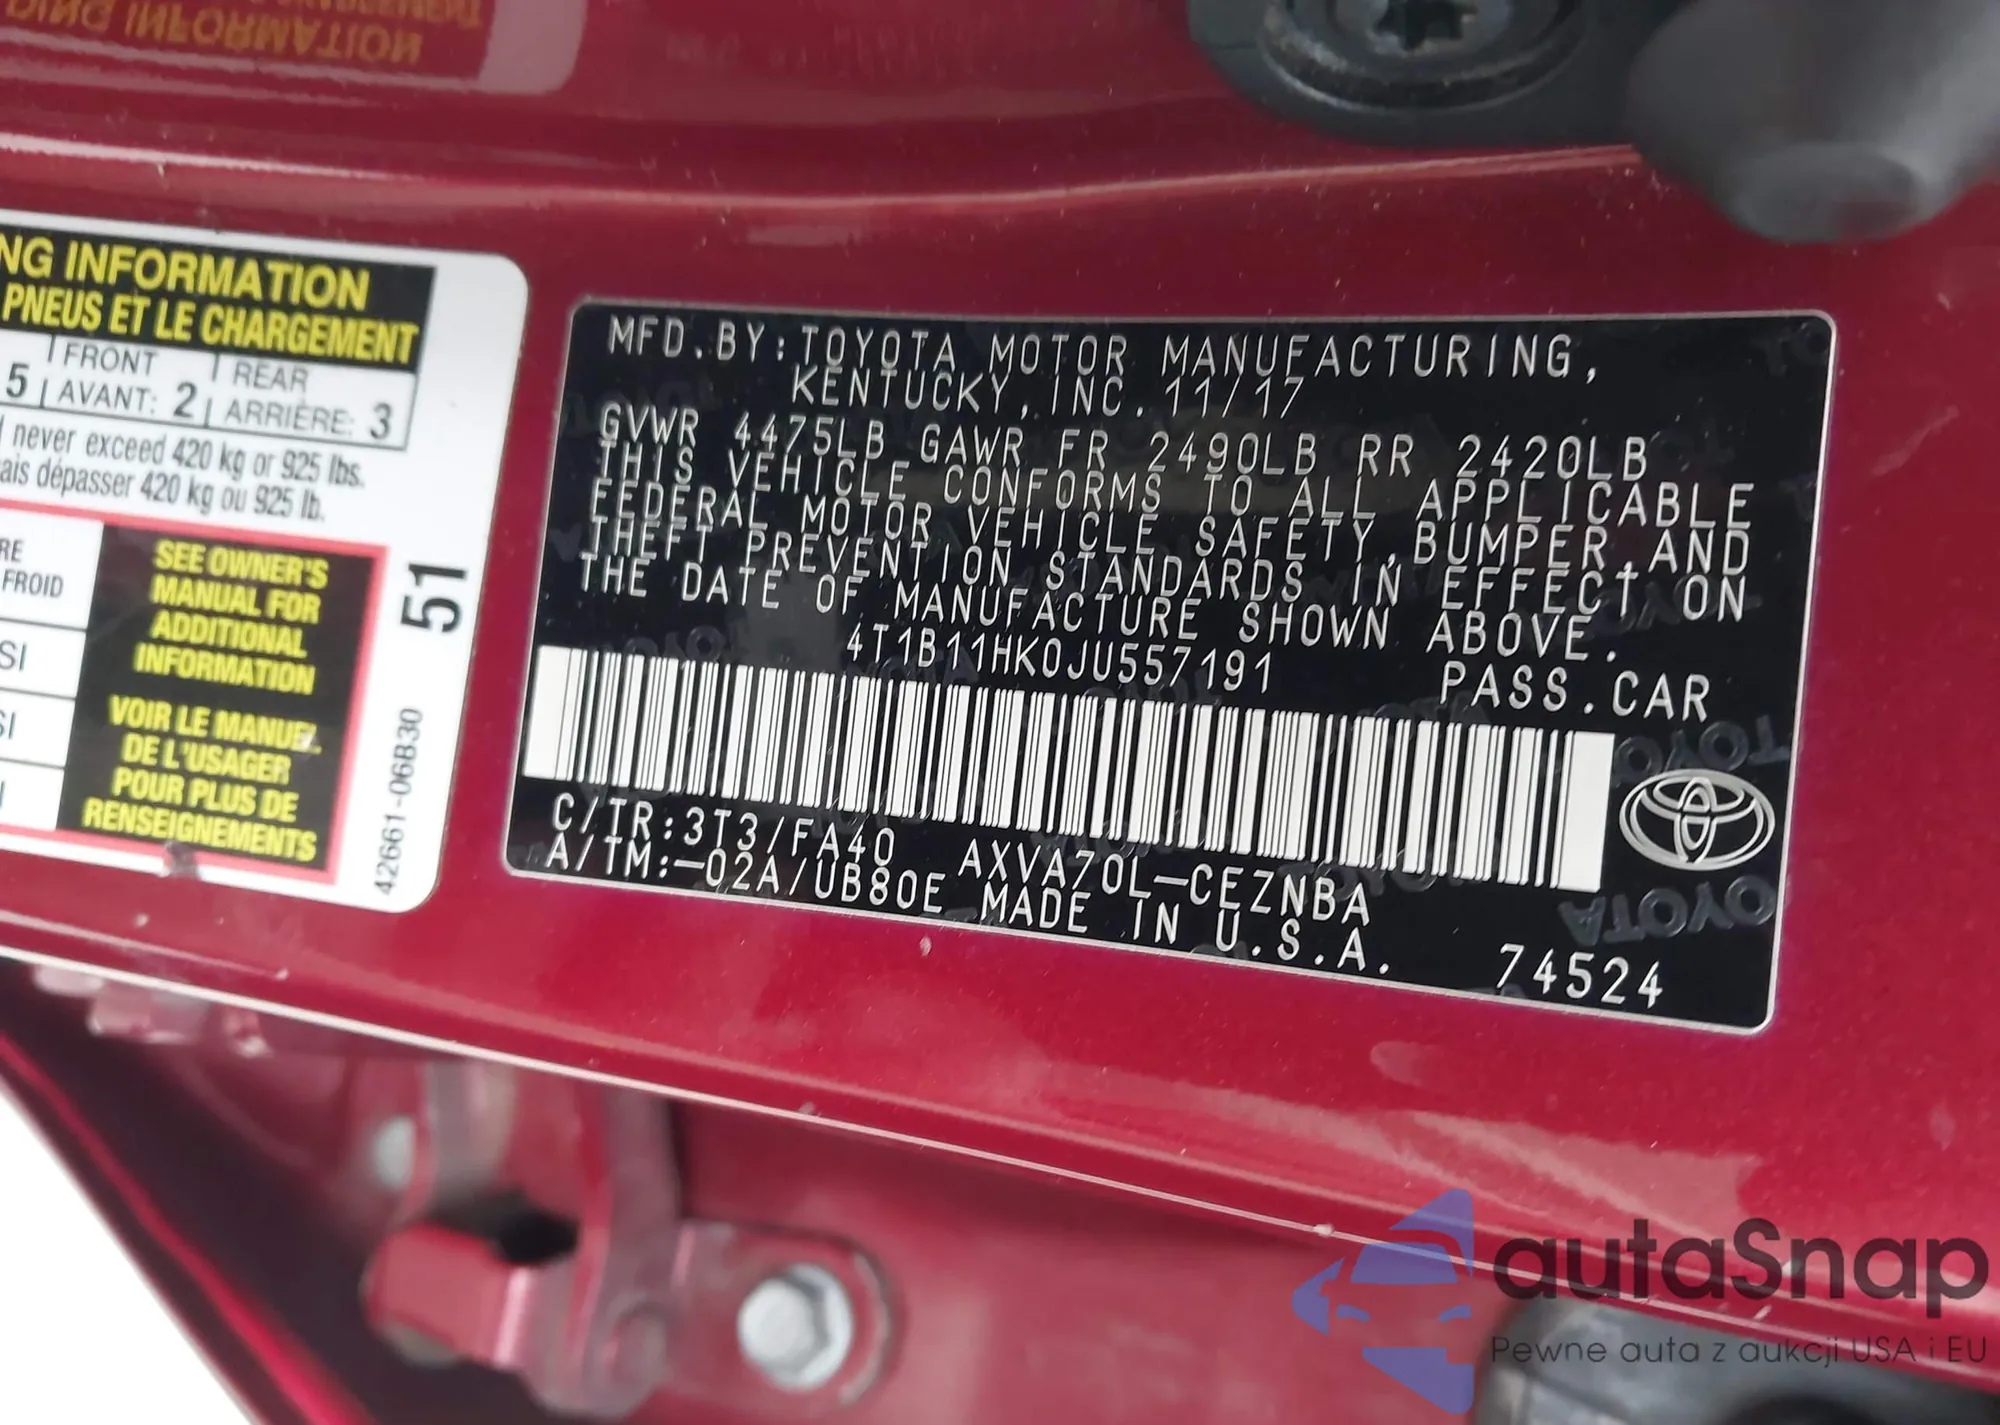 NG INFORMATION
PNEUS ET LE CHARGEMENT
5 FRONT AVANT: 2 REAR ARRIÈRE: 3
never exceed 420 kg or 925 lbs.
ais dépasser 420 kg ou 925 lb.
RE
FROID
SI
SI
SEE OWNER'S
MANUAL FOR
ADDITIONAL
INFORMATION
VOIR LE MANUEL
DE L'USAGER
POUR PLUS DE
RENSEIGNEMENTS
51
42661-06B30
MFD.BY:TOYOTA MOTOR MANUFACTURING,
KENTUCKY,INC. 11/17
GVWR 4475LB GAWR FR 2490LB RR 2420LB
THIS VEHICLE CONFORMS TO ALL APPLICABLE
FEDERAL MOTOR VEHICLE SAFETY,BUMPER,AND
THEFT PREVENTION STANDARDS IN EFFECT ON
THE DATE OF MANUFACTURE SHOWN ABOVE.
4T1B11HK0JU557191 PASS.CAR
C/TR:3T3/FA40 AXVA70L-CEZNBA
A/TM:-02A/UB80E MADE IN U.S.A. 74524
autaSnap
Pewne auta z aukcji USA i EU